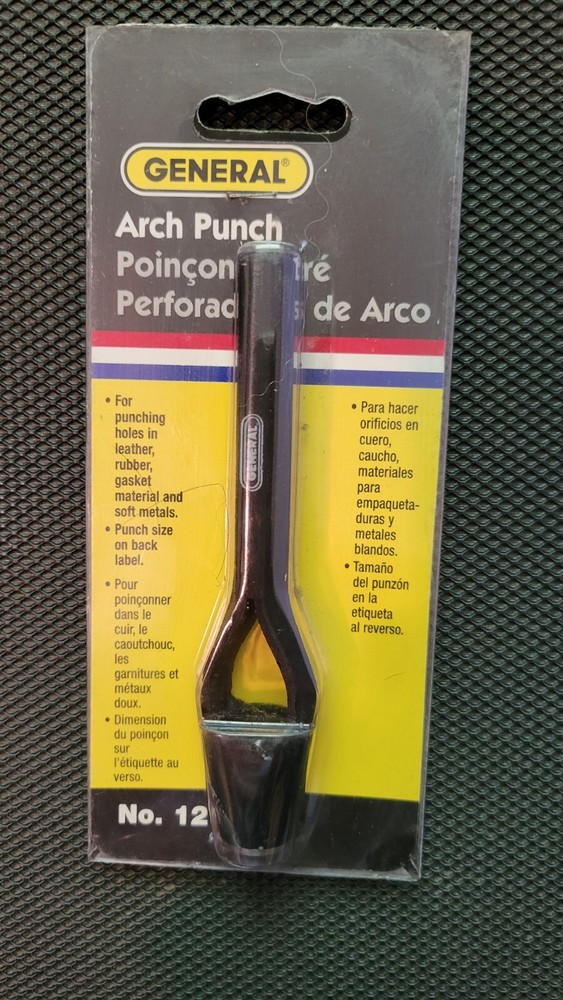 GENERAL®
Arch Punch
Poinçon tré
Perforad s de Arco
GENERAL
• For
punching
holes in
leather,
rubber,
gasket
material and
soft metals.
• Punch size
on back
label.
• Pour
poinçonner
dans le
cuir, le
caoutchouc,
les
garnitures et
métaux
doux.
• Dimension
du poinçon
sur
l'étiquette au
verso.
• Para hacer
orificios en
cuero,
caucho,
materiales
para
empaqueta-
duras y
metales
blandos.
• Tamaño
del punzón
en la
etiqueta
al reverso.
No. 12